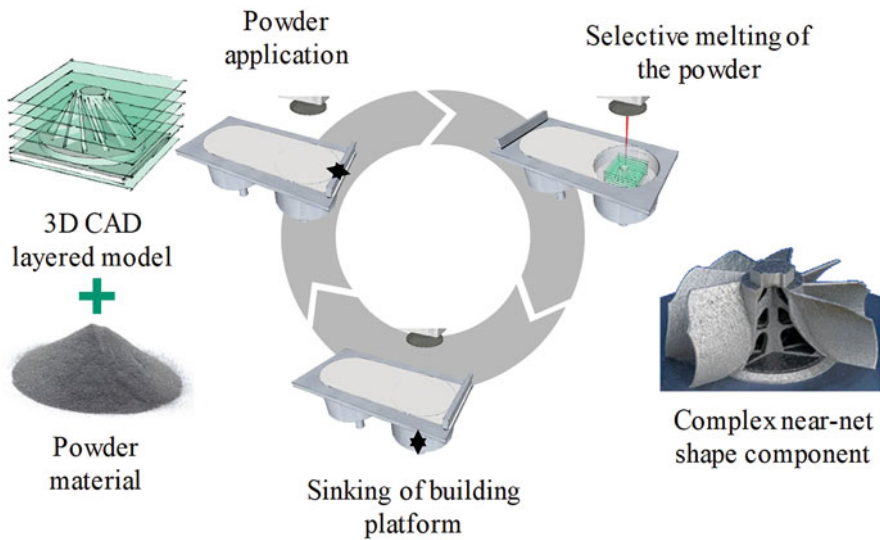 Powder
application
Selective melting of
the powder
3D CAD
layered model
+
Powder
material
Sinking of building
platform
Complex near-net
shape component